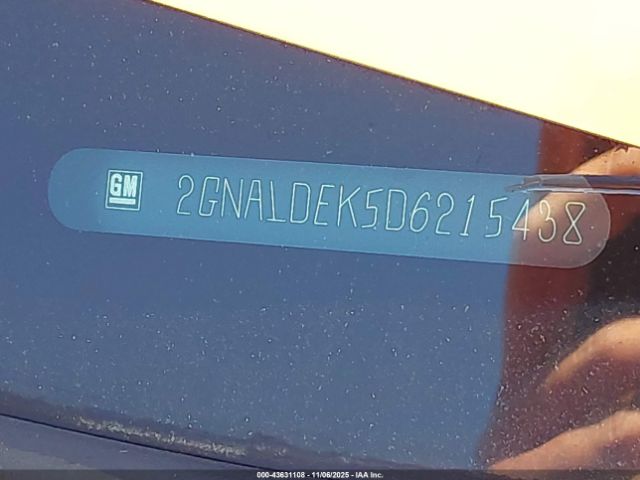 GM 2GNALDEK5D6215438
000-43631108 - 11/06/2025 - IAA Inc.